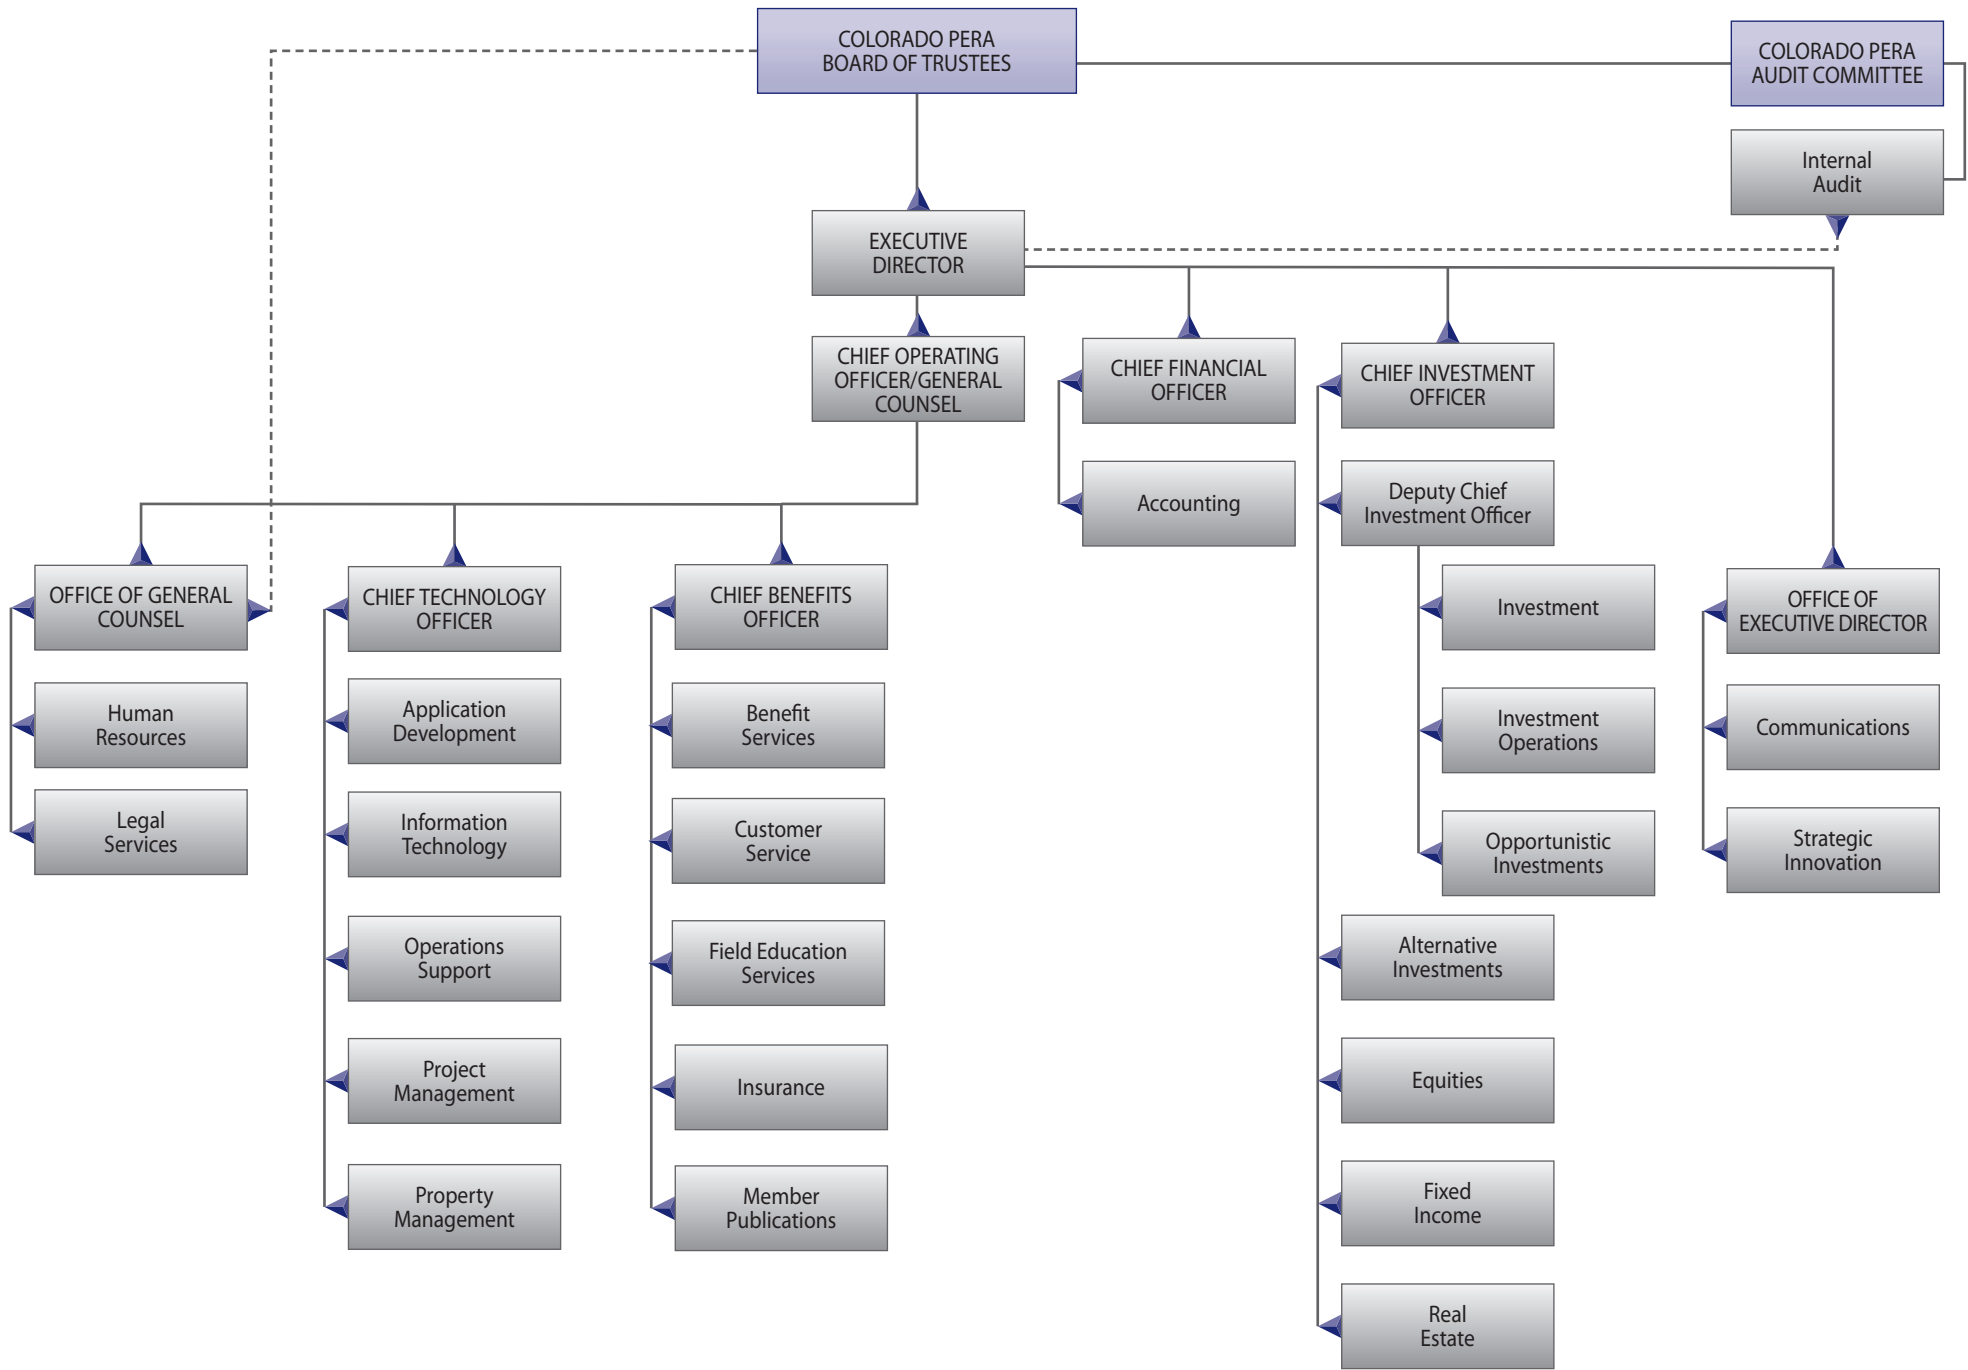 COLORADO PERA
BOARD OF TRUSTEES
COLORADO PERA
AUDIT COMMITTEE
Internal
Audit
EXECUTIVE
DIRECTOR
CHIEF OPERATING
OFFICER/GENERAL
COUNSEL
CHIEF FINANCIAL
OFFICER
Accounting
CHIEF INVESTMENT
OFFICER
Deputy Chief
Investment Officer
Investment
Investment
Operations
Opportunistic
Investments
Alternative
Investments
Equities
Fixed
Income
Real
Estate
OFFICE OF
EXECUTIVE DIRECTOR
Communications
Strategic
Innovation
OFFICE OF GENERAL
COUNSEL
Human
Resources
Legal
Services
CHIEF TECHNOLOGY
OFFICER
Application
Development
Information
Technology
Operations
Support
Project
Management
Property
Management
CHIEF BENEFITS
OFFICER
Benefit
Services
Customer
Service
Field Education
Services
Insurance
Member
Publications